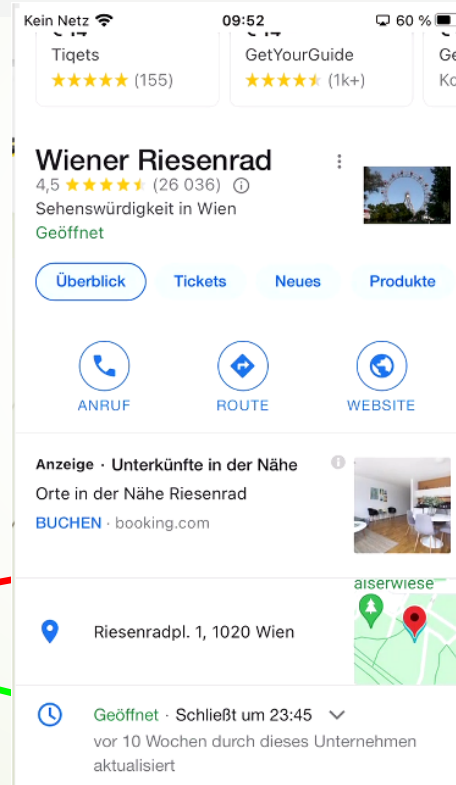 Kein Netz 09:52 60 %
Tiqets GetYourGuide Ge
(155) (1k+) Ko
Wiener Riesenrad
4,5 (26 036)
Sehenswürdigkeit in Wien
Geöffnet
Überblick Tickets Neues Produkte
ANRUF ROUTE WEBSITE
Anzeige · Unterkünfte in der Nähe
Orte in der Nähe Riesenrad
BUCHEN · booking.com
aiserwiese
Riesenradpl. 1, 1020 Wien
Geöffnet · Schließt um 23:45
vor 10 Wochen durch dieses Unternehmen
aktualisiert